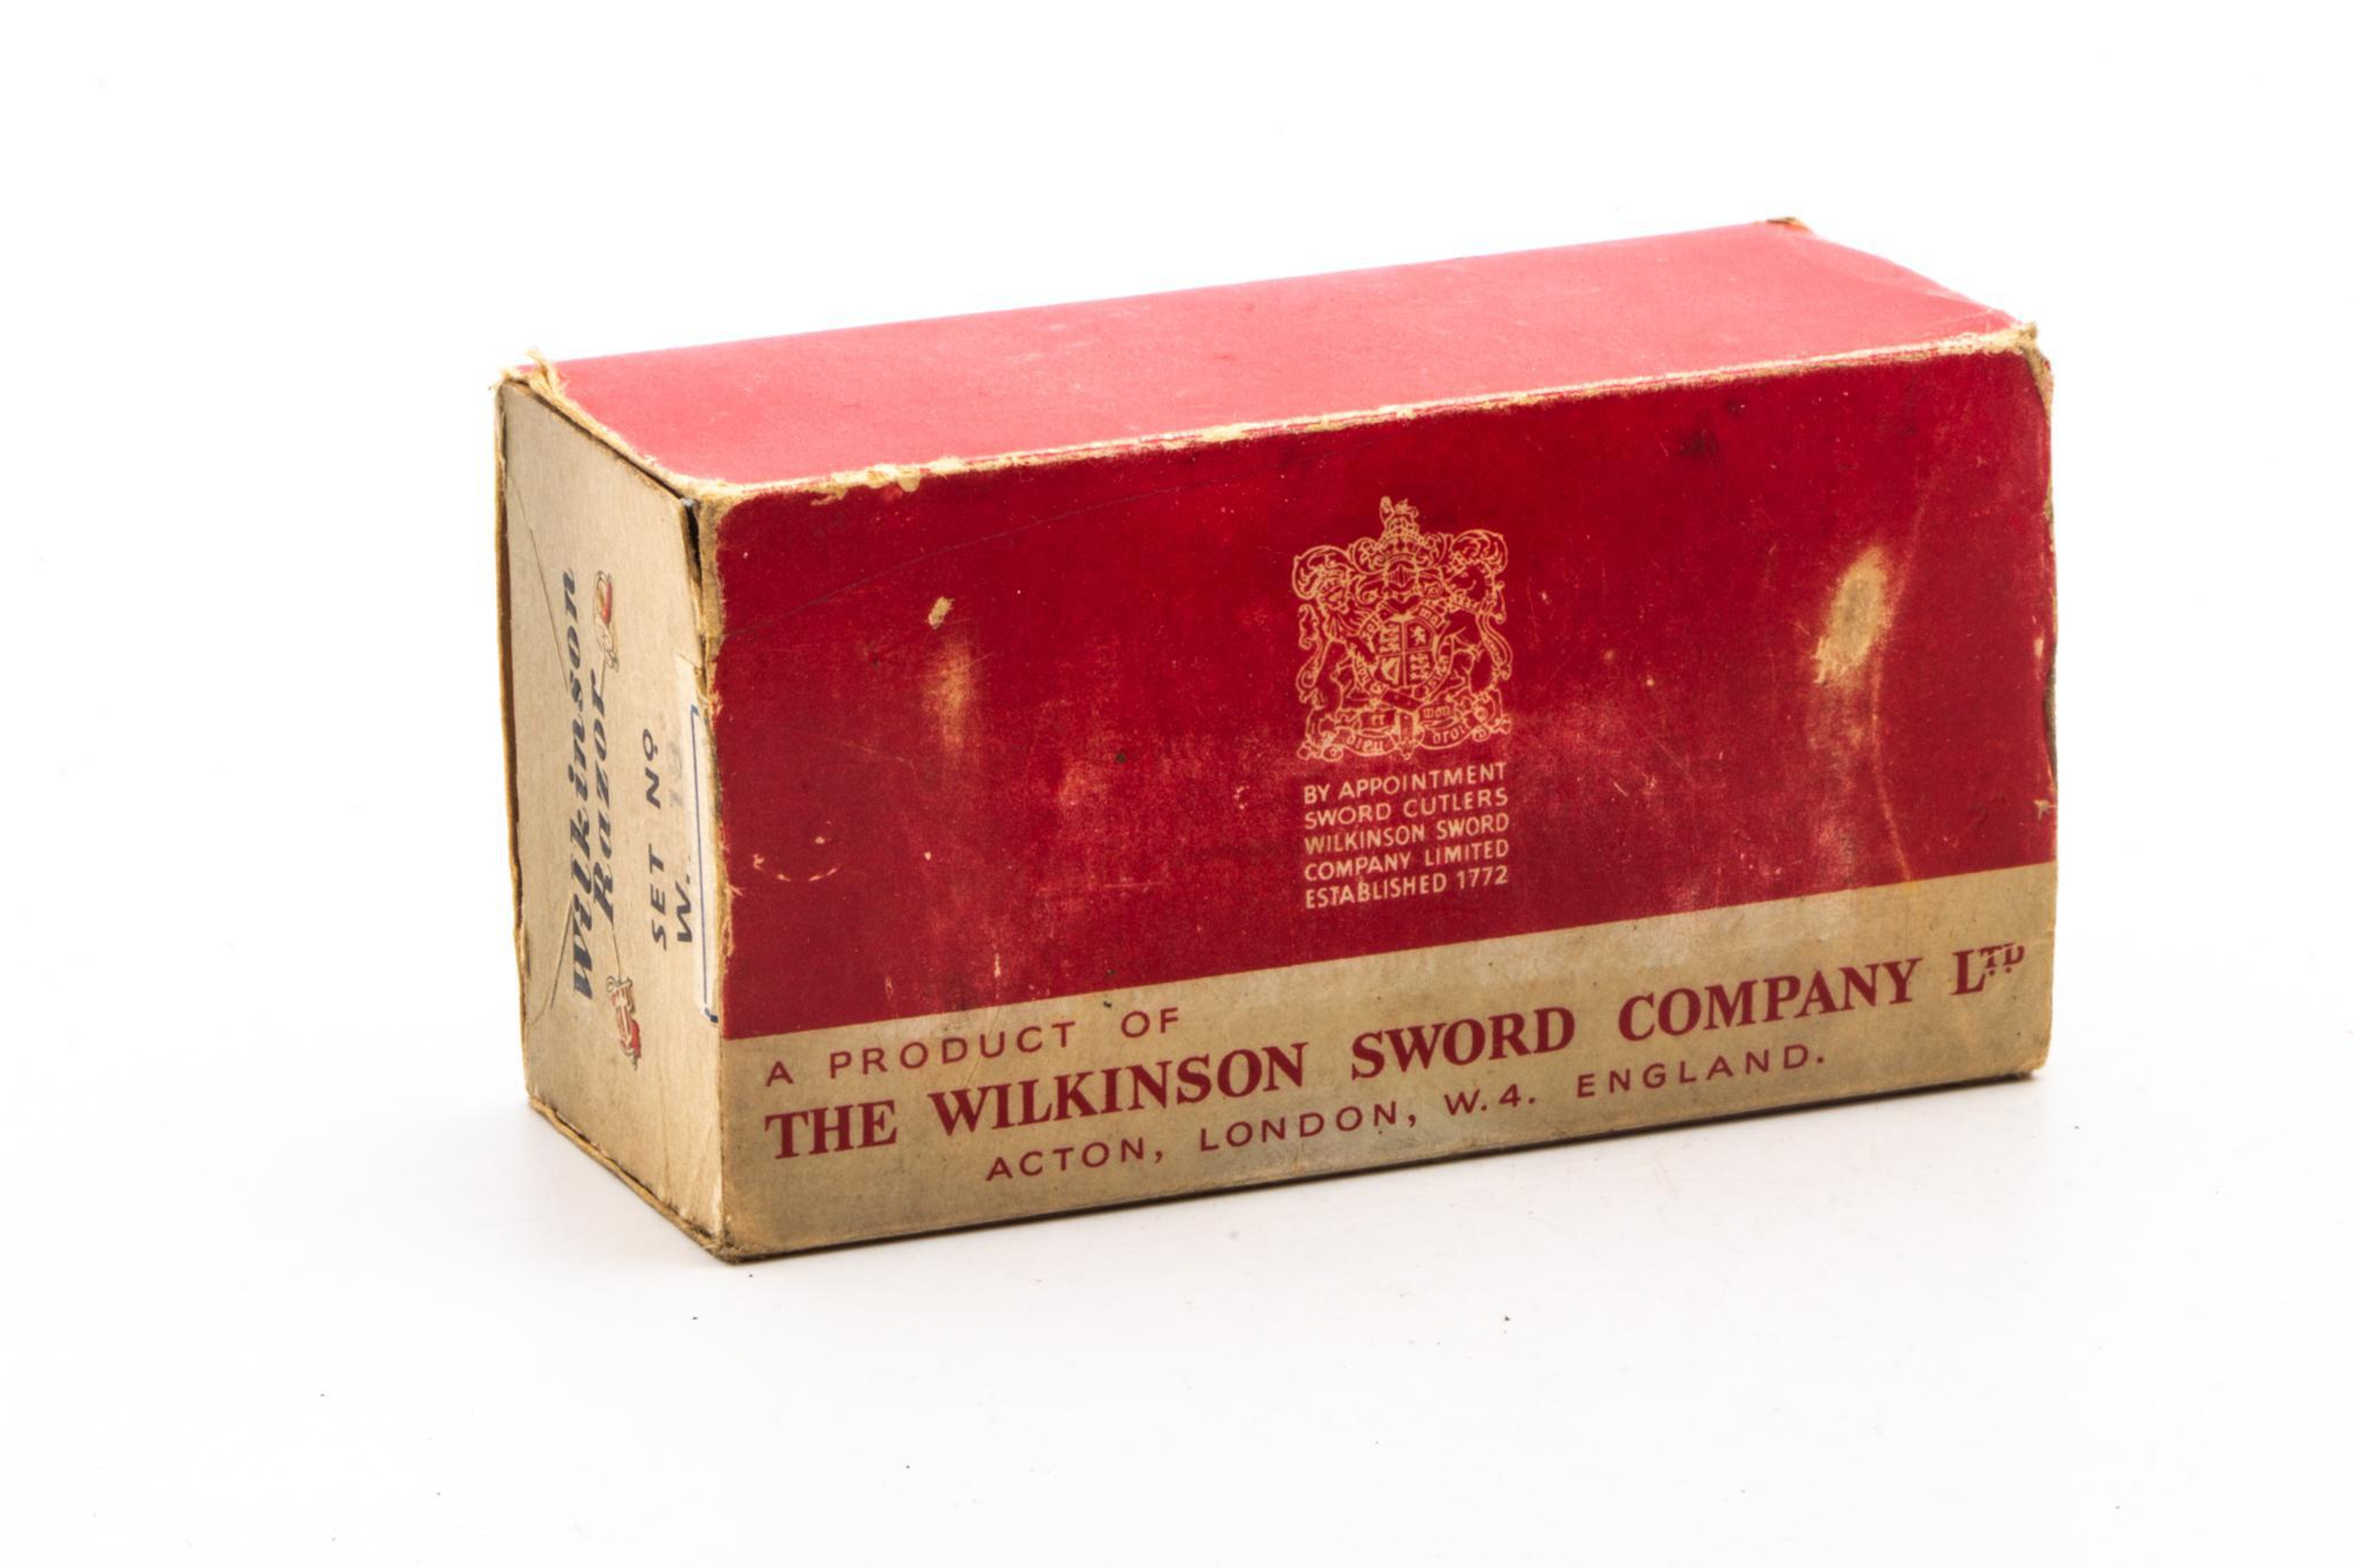 Wilkinson
Razor
SET Nº
W.
BY APPOINTMENT
SWORD CUTLERS
WILKINSON SWORD
COMPANY LIMITED
ESTABLISHED 1772
A PRODUCT OF
THE WILKINSON SWORD COMPANY LTD
ACTON, LONDON, W.4. ENGLAND.